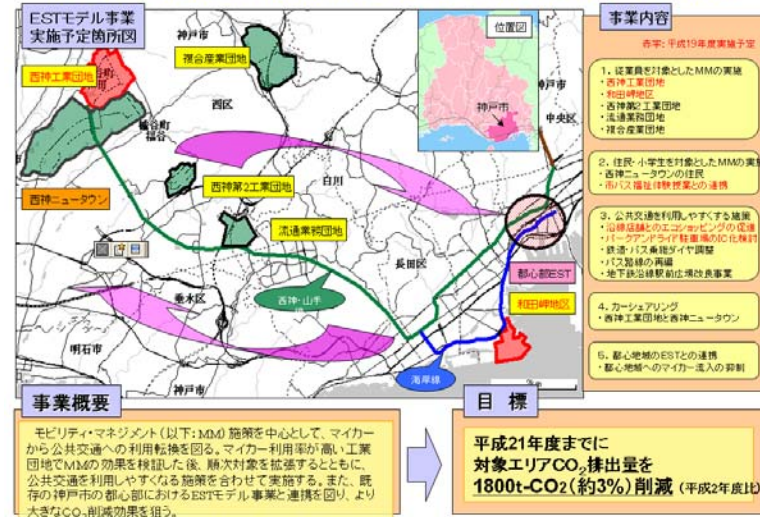 ESTモデル事業
実施予定箇所図
神戸市
複合産業団地
位置図
神戸市
神戸市
中央区
西神工業団地
西区
西神第2工業団地
白川
西神ニュータウン
流通業務団地
長田区
都心部EST
西神・山手
垂水区
和田岬地区
明石市
神戸市
海岸線
事業内容
赤字:平成19年度実施予定
1.従業員を対象としたMMの実施
・西神工業団地
・和田岬地区
・西神第2工業団地
・流通業務団地
・複合産業団地
2.住民・小学生を対象としたMMの実施
・西神ニュータウンの住民
・市バス福祉体験授業との連携
3.公共交通を利用しやすくする施策
・沿線店舗とのエコショッピングの促進
・パークアンドライド駐車場のIC化検討
・鉄道・バス乗継ダイヤ調整
・バス路線の再編
・地下鉄沿線駅前広場改良事業
4.カーシェアリング
・西神工業団地と西神ニュータウン
5.都心地域のESTとの連携
・都心地域へのマイカー流入の抑制
事業概要
モビリティ・マネジメント(以下:MM)施策を中心として、マイカー
から公共交通への利用転換を図る。マイカー利用率が高い工業
団地でMMの効果を検証した後、順次対象を拡張するとともに、
公共交通を利用しやすくなる施策を合わせて実施する。また、既
存の神戸市の都心部におけるESTモデル事業と連携を図り、より
大きなCO2削減効果を狙う。
目 標
平成21年度までに
対象エリアCO2排出量を
1800t-CO2(約3%)削減 (平成2年度比)